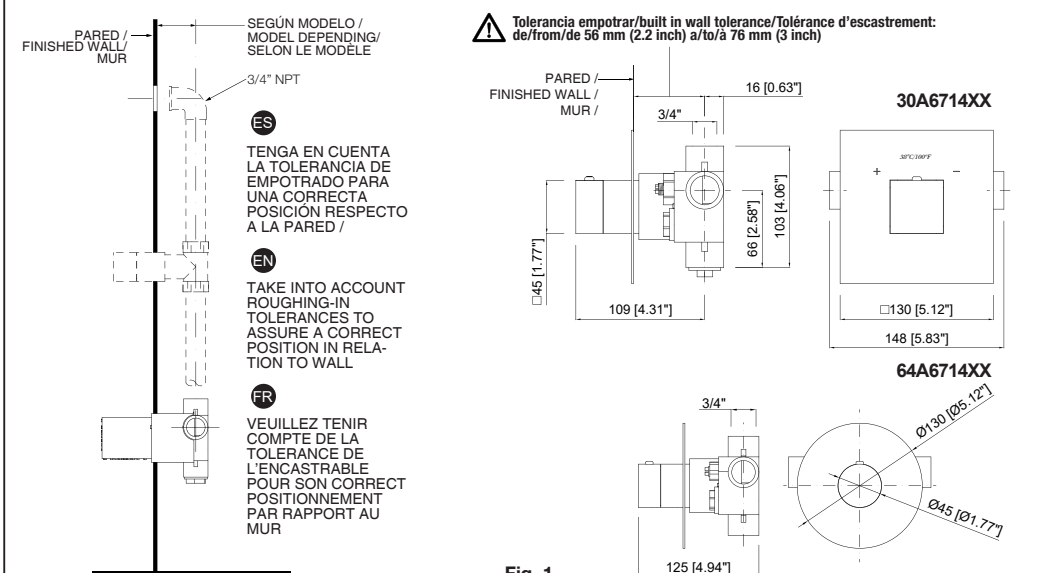 PARED /
FINISHED WALL/
MUR
SEGÚN MODELO /
MODEL DEPENDING/
SELON LE MODÈLE
3/4" NPT
ES
TENGA EN CUENTA
LA TOLERANCIA DE
EMPOTRADO PARA
UNA CORRECTA
POSICIÓN RESPECTO
A LA PARED /
EN
TAKE INTO ACCOUNT
ROUGHING-IN
TOLERANCES TO
ASSURE A CORRECT
POSITION IN RELA-
TION TO WALL
FR
VEUILLEZ TENIR
COMPTE DE LA
TOLERANCE DE
L'ENCASTRABLE
POUR SON CORRECT
POSITIONNEMENT
PAR RAPPORT AU
MUR
Tolerancia empotrar/built in wall tolerance/Tolérance d'escastrement:
de/from/de 56 mm (2.2 inch) a/to/à 76 mm (3 inch)
PARED /
FINISHED WALL /
MUR /
16 [0.63"]
3/4"
□45 [1.77"]
66 [2.58"]
103 [4.06"]
109 [4.31"]
30A6714XX
38°C/100°F
+ −
□130 [5.12"]
148 [5.83"]
64A6714XX
3/4"
Ø130 [Ø5.12"]
Ø45 [Ø1.77"]
125 [4.94"]
Fig. 1